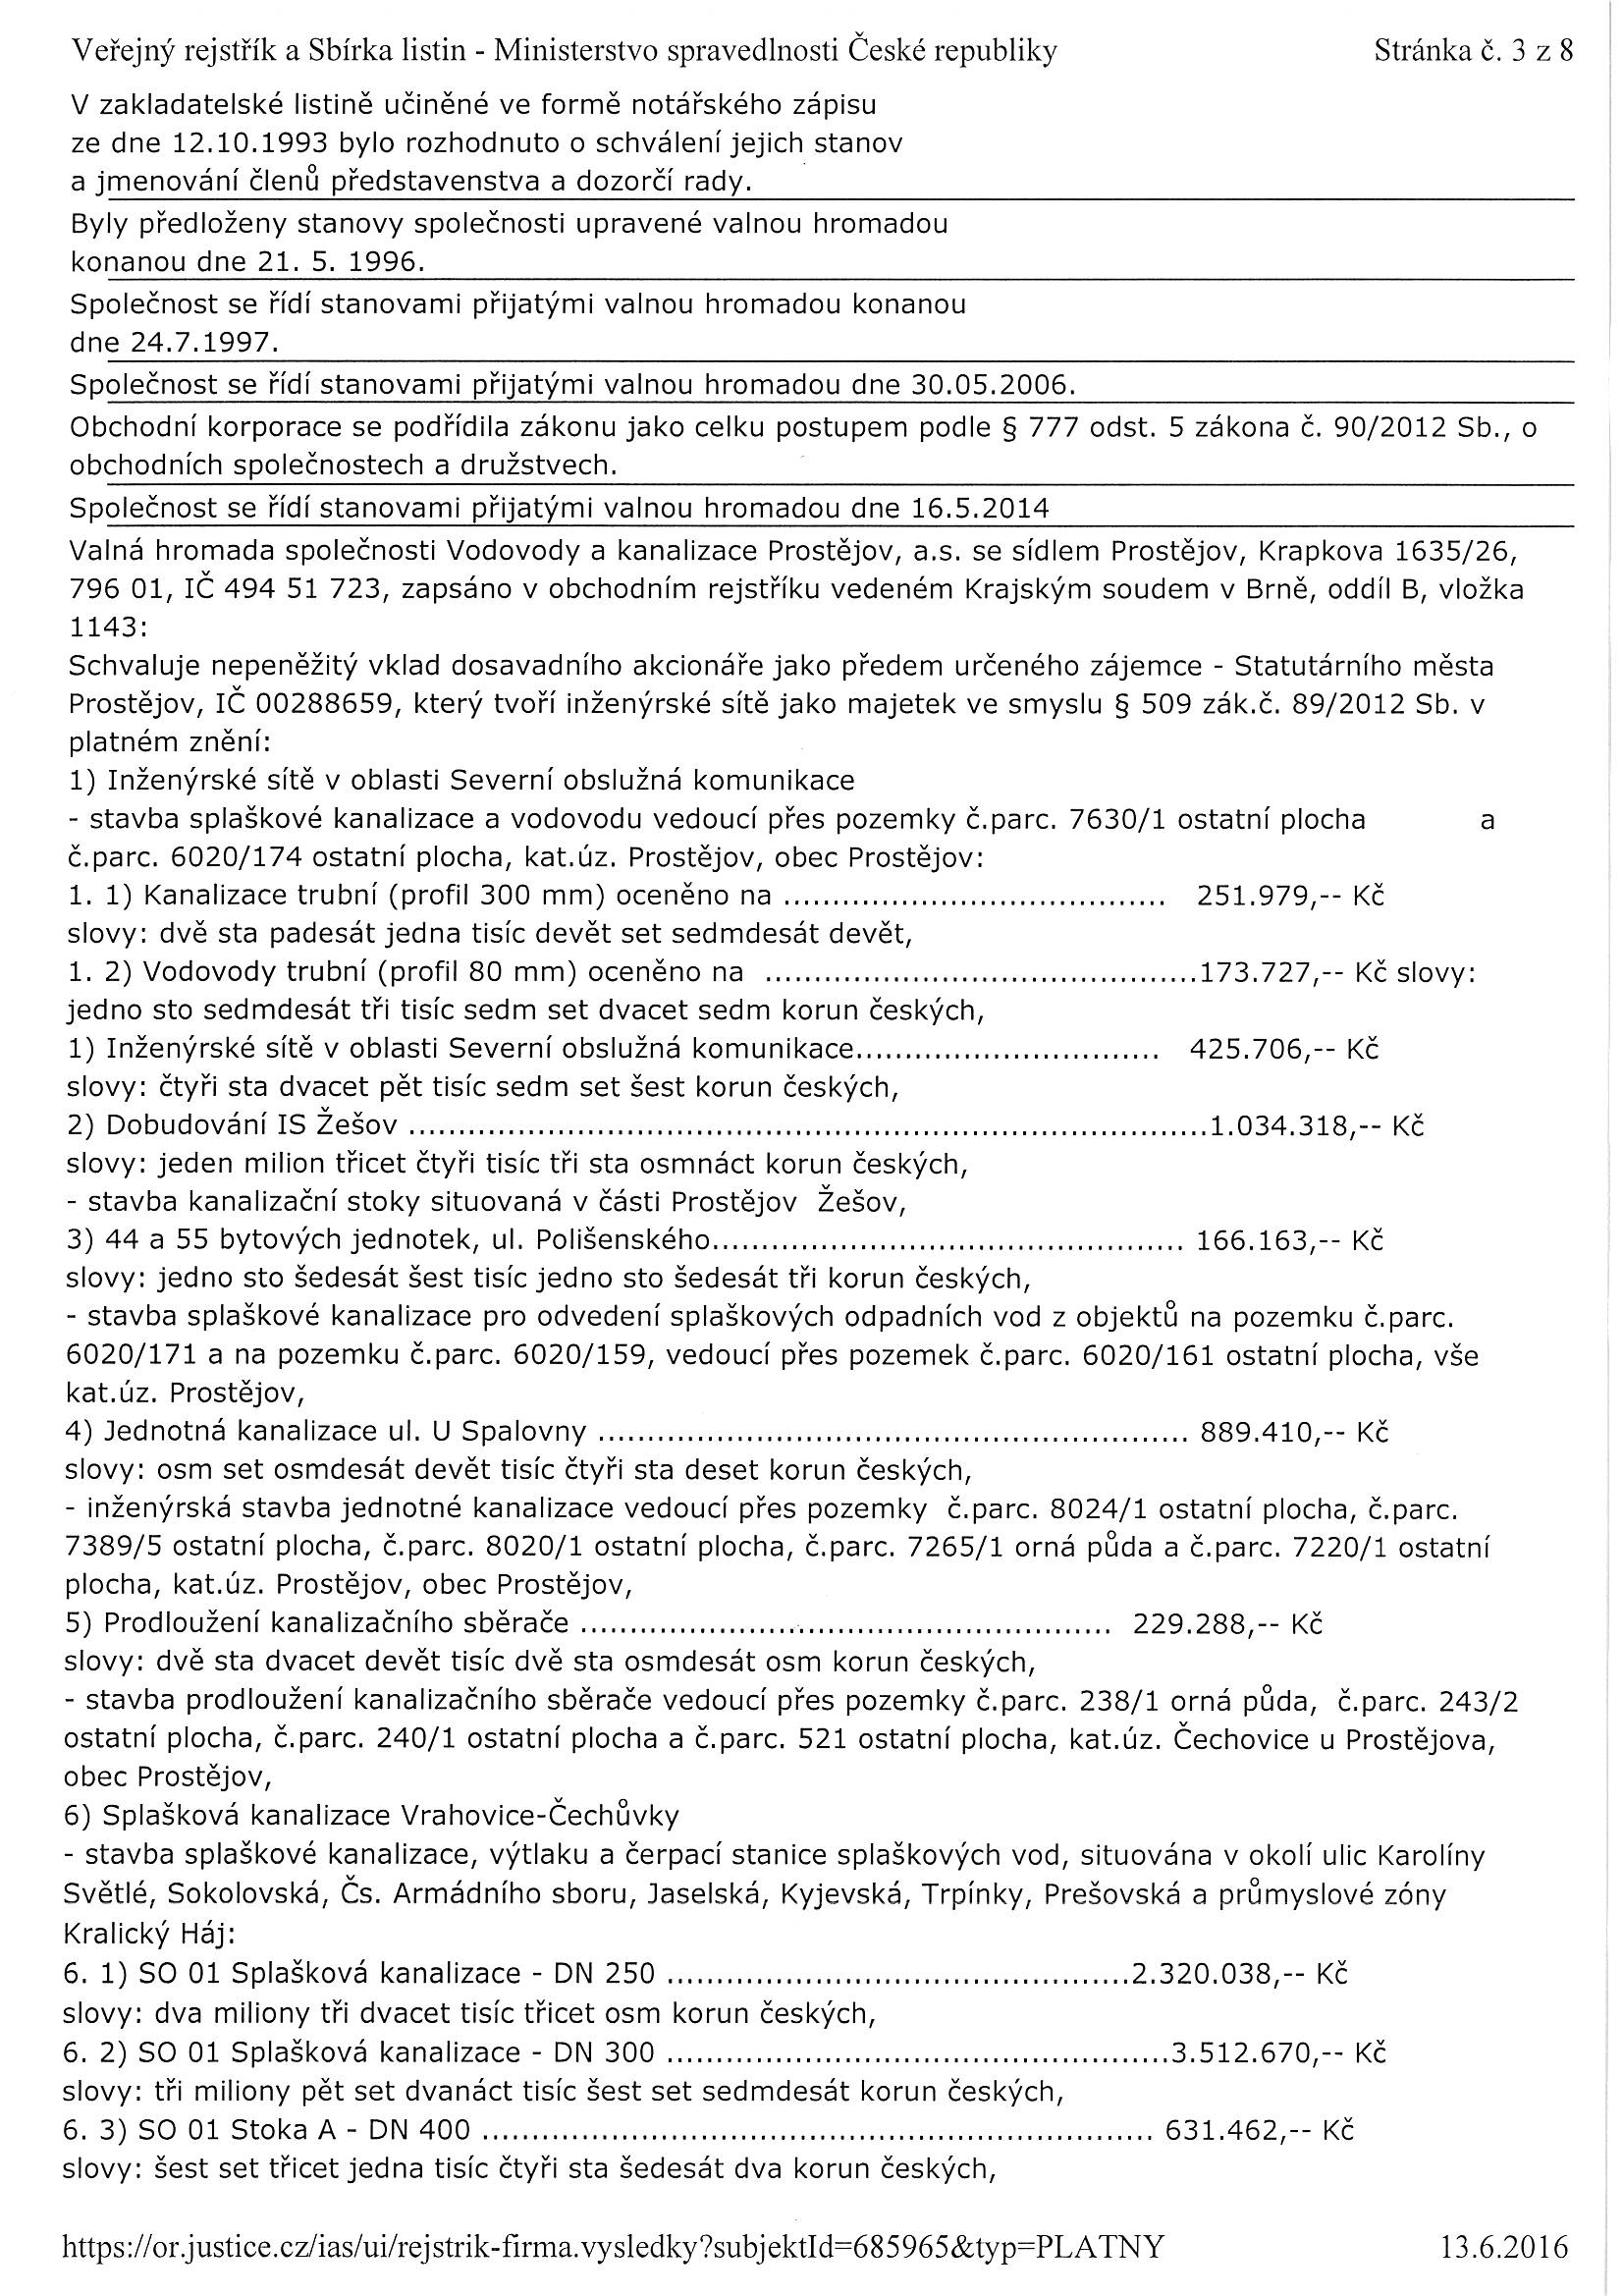 Veřejný rejstřík a Sbírka listin - Ministerstvo spravedlnosti České republiky Stránka č. 3 z 8
V zakladatelské listině učiněné ve formě notářského zápisu
ze dne 12.10.1993 bylo rozhodnuto o schválení jejich stanov
a jmenování členů představenstva a dozorčí rady.
Byly předloženy stanovy společnosti upravené valnou hromadou
konanou dne 21. 5. 1996.
Společnost se řídí stanovami přijatými valnou hromadou konanou
dne 24.7.1997.
Společnost se řídí stanovami přijatými valnou hromadou dne 30.05.2006.
Obchodní korporace se podřídila zákonu jako celku postupem podle § 777 odst. 5 zákona č. 90/2012 Sb., o
obchodních společnostech a družstvech.
Společnost se řídí stanovami přijatými valnou hromadou dne 16.5.2014
Valná hromada společnosti Vodovody a kanalizace Prostějov, a.s. se sídlem Prostějov, Krapkova 1635/26,
796 01, IČ 494 51 723, zapsáno v obchodním rejstříku vedeném Krajským soudem v Brně, oddíl B, vložka
1143:
Schvaluje nepeněžitý vklad dosavadního akcionáře jako předem určeného zájemce - Statutárního města
Prostějov, IČ 00288659, který tvoří inženýrské sítě jako majetek ve smyslu § 509 zák.č. 89/2012 Sb. v
platném znění:
1) Inženýrské sítě v oblasti Severní obslužná komunikace
- stavba splaškové kanalizace a vodovodu vedoucí přes pozemky č.parc. 7630/1 ostatní plocha a
č.parc. 6020/174 ostatní plocha, kat.úz. Prostějov, obec Prostějov:
1. 1) Kanalizace trubní (profil 300 mm) oceněno na ....................................... 251.979,-- Kč
slovy: dvě sta padesát jedna tisíc devět set sedmdesát devět,
1. 2) Vodovody trubní (profil 80 mm) oceněno na ............................................173.727,-- Kč slovy:
jedno sto sedmdesát tři tisíc sedm set dvacet sedm korun českých,
1) Inženýrské sítě v oblasti Severní obslužná komunikace............................... 425.706,-- Kč
slovy: čtyři sta dvacet pět tisíc sedm set šest korun českých,
2) Dobudování IS Žešov .................................................................................1.034.318,-- Kč
slovy: jeden milion třicet čtyři tisíc tři sta osmnáct korun českých,
- stavba kanalizační stoky situovaná v části Prostějov Žešov,
3) 44 a 55 bytových jednotek, ul. Polišenského................................................ 166.163,-- Kč
slovy: jedno sto šedesát šest tisíc jedno sto šedesát tři korun českých,
- stavba splaškové kanalizace pro odvedení splaškových odpadních vod z objektů na pozemku č.parc.
6020/171 a na pozemku č.parc. 6020/159, vedoucí přes pozemek č.parc. 6020/161 ostatní plocha, vše
kat.úz. Prostějov,
4) Jednotná kanalizace ul. U Spalovny ............................................................ 889.410,-- Kč
slovy: osm set osmdesát devět tisíc čtyři sta deset korun českých,
- inženýrská stavba jednotné kanalizace vedoucí přes pozemky č.parc. 8024/1 ostatní plocha, č.parc.
7389/5 ostatní plocha, č.parc. 8020/1 ostatní plocha, č.parc. 7265/1 orná půda a č.parc. 7220/1 ostatní
plocha, kat.úz. Prostějov, obec Prostějov,
5) Prodloužení kanalizačního sběrače ...................................................... 229.288,-- Kč
slovy: dvě sta dvacet devět tisíc dvě sta osmdesát osm korun českých,
- stavba prodloužení kanalizačního sběrače vedoucí přes pozemky č.parc. 238/1 orná půda, č.parc. 243/2
ostatní plocha, č.parc. 240/1 ostatní plocha a č.parc. 521 ostatní plocha, kat.úz. Čechovice u Prostějova,
obec Prostějov,
6) Splašková kanalizace Vrahovice-Čechůvky
- stavba splaškové kanalizace, výtlaku a čerpací stanice splaškových vod, situována v okolí ulic Karolíny
Světlé, Sokolovská, Čs. Armádního sboru, Jaselská, Kyjevská, Trpínky, Prešovská a průmyslové zóny
Kralický Háj:
6. 1) SO 01 Splašková kanalizace - DN 250 ...............................................2.320.038,-- Kč
slovy: dva miliony tři dvacet tisíc třicet osm korun českých,
6. 2) SO 01 Splašková kanalizace - DN 300 ...................................................3.512.670,-- Kč
slovy: tři miliony pět set dvanáct tisíc šest set sedmdesát korun českých,
6. 3) SO 01 Stoka A - DN 400 .................................................................... 631.462,-- Kč
slovy: šest set třicet jedna tisíc čtyři sta šedesát dva korun českých,
https://or.justice.cz/ias/ui/rejstrik-firma.vysledky?subjektId=685965&typ=PLATNY 13.6.2016